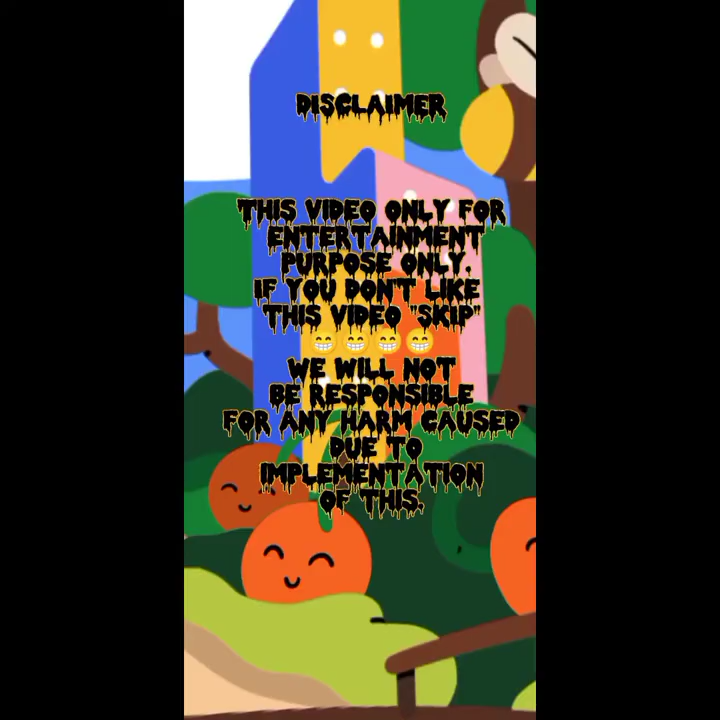 DISCLAIMER
THIS VIDEO ONLY FOR
ENTERTAINMENT
PURPOSE ONLY.
IF YOU DON'T LIKE
THIS VIDEO "SKIP"
😁😁😁😁
WE WILL NOT
BE RESPONSIBLE
FOR ANY HARM CAUSED
DUE TO
IMPLEMENTATION
OF THIS.